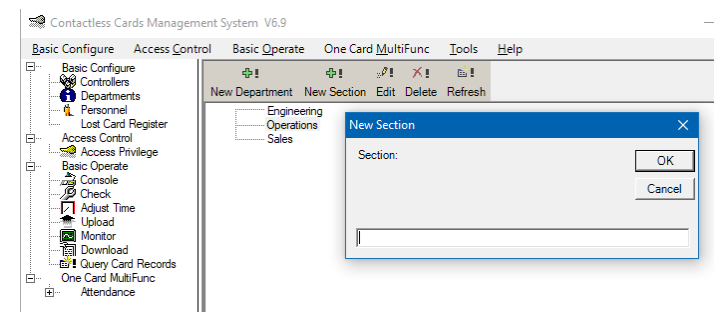 Contactless Cards Management System V6.9
Basic Configure Access Control Basic Operate One Card MultiFunc Tools Help
Basic Configure
Controllers
Departments
Personnel
Lost Card Register
Access Control
Access Privilege
Basic Operate
Console
Check
Adjust Time
Upload
Monitor
Download
Query Card Records
One Card MultiFunc
Attendance
New Department New Section Edit Delete Refresh
Engineering
Operations
Sales
New Section
Section:
OK
Cancel